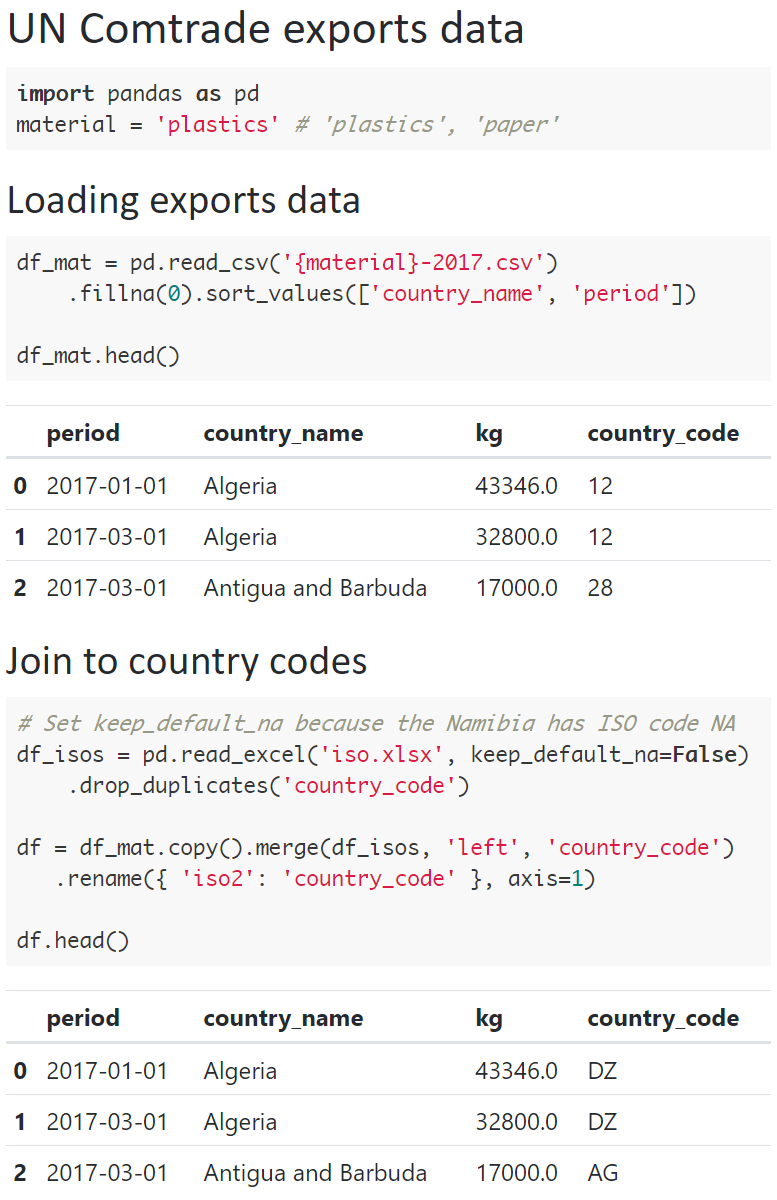 UN Comtrade exports data
import pandas as pd
material = 'plastics' # 'plastics', 'paper'
Loading exports data
df_mat = pd.read_csv('{material}-2017.csv')
    .fillna(0).sort_values(['country_name', 'period'])
df_mat.head()
period country_name kg country_code
0 2017-01-01 Algeria 43346.0 12
1 2017-03-01 Algeria 32800.0 12
2 2017-03-01 Antigua and Barbuda 17000.0 28
Join to country codes
# Set keep_default_na because the Namibia has ISO code NA
df_isos = pd.read_excel('iso.xlsx', keep_default_na=False)
    .drop_duplicates('country_code')
df = df_mat.copy().merge(df_isos, 'left', 'country_code')
   .rename({ 'iso2': 'country_code' }, axis=1)
df.head()
period country_name kg country_code
0 2017-01-01 Algeria 43346.0 DZ
1 2017-03-01 Algeria 32800.0 DZ
2 2017-03-01 Antigua and Barbuda 17000.0 AG